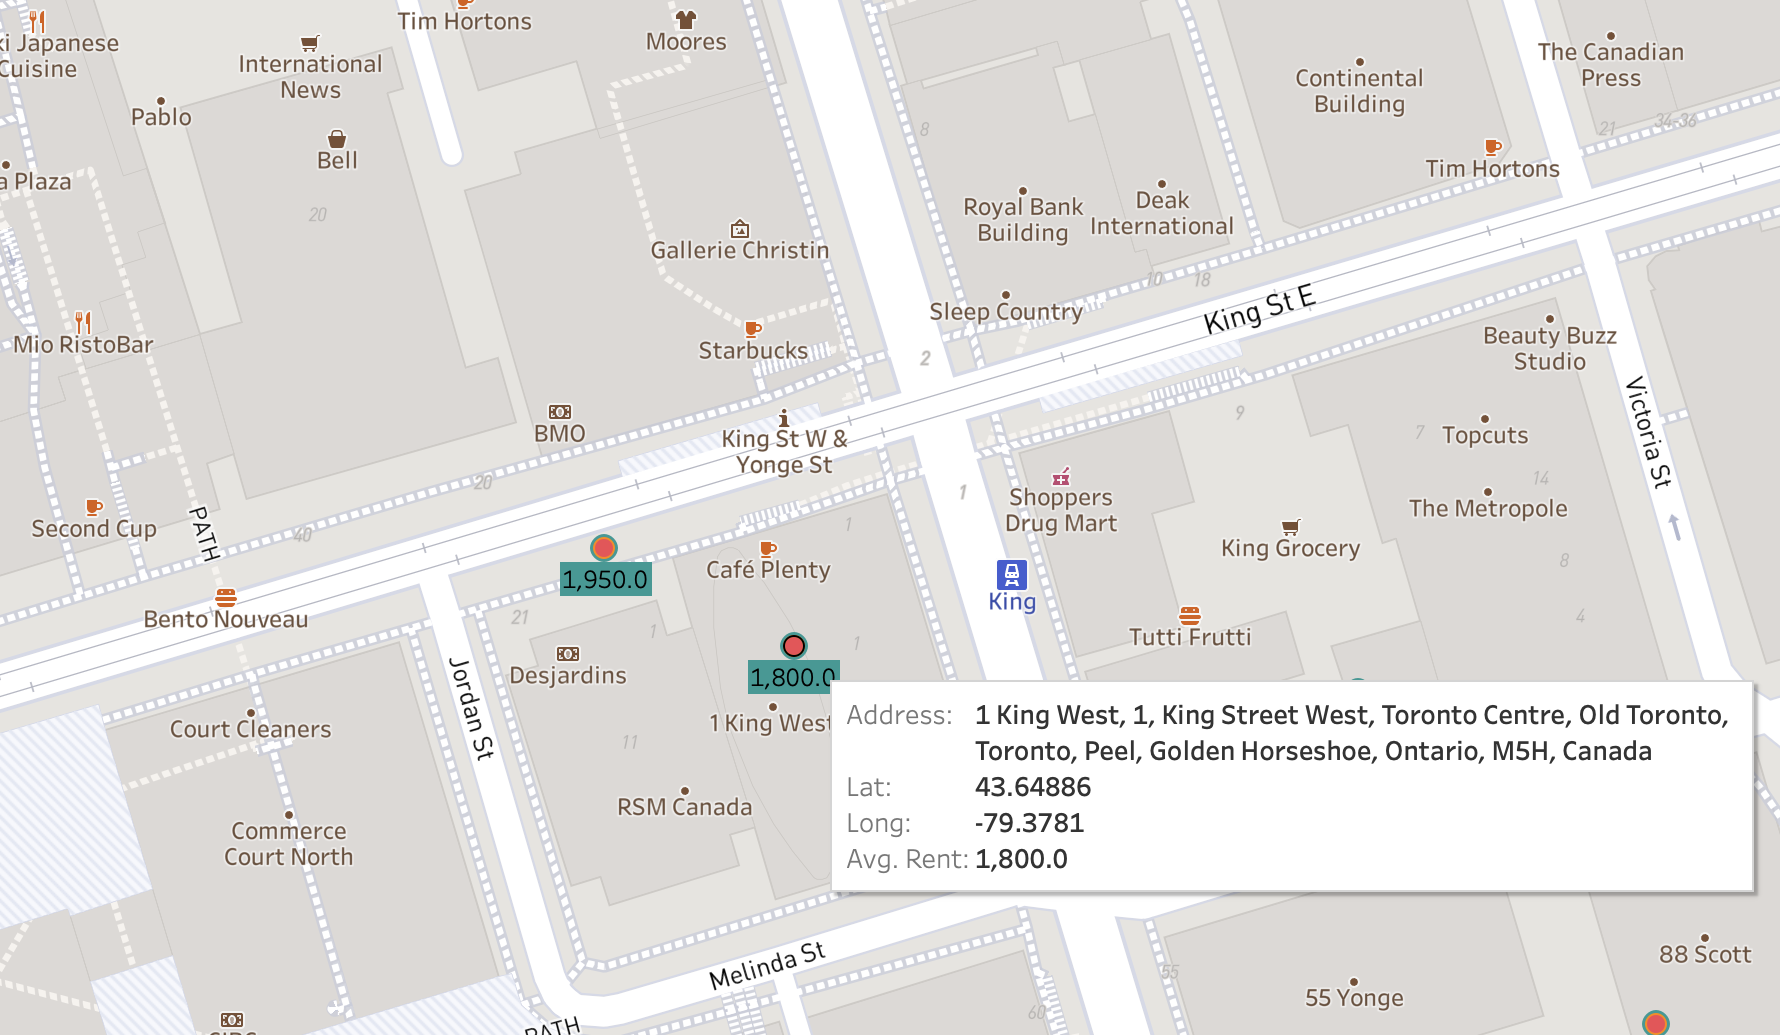 Tim Hortons
Moores
ki Japanese
Cuisine
International
News
Pablo
Bell
a Plaza
20
8
Continental
Building
The Canadian
Press
21
34-36
Tim Hortons
Royal Bank
Building
Deak
International
Gallerie Christin
10
18
Sleep Country
King St E
Mio RistoBar
Starbucks
2
Beauty Buzz
Studio
Victoria St
BMO
King St W &
Yonge St
9
7
Topcuts
20
1
Shoppers
Drug Mart
14
The Metropole
Second Cup
PATH
40
1
King Grocery
8
1,950.0
Café Plenty
King
Bento Nouveau
21
1
1
Tutti Frutti
4
Desjardins
Jordan St
1,800.0
Court Cleaners
11
1 King West
RSM Canada
Commerce
Court North
Address: 1 King West, 1, King Street West, Toronto Centre, Old Toronto,
Toronto, Peel, Golden Horseshoe, Ontario, M5H, Canada
Lat: 43.64886
Long: -79.3781
Avg. Rent: 1,800.0
Melinda St
55
88 Scott
55 Yonge
60
PATH
CIBC